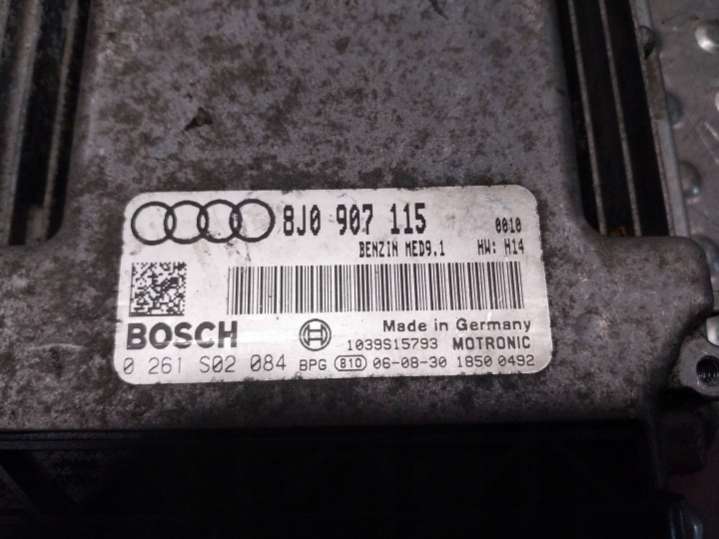 8J0 907 115 0010
BENZIN MED9.1 HW: H14
BOSCH Made in Germany
1039S15793 MOTRONIC
0 261 S02 084 BPG 810 06-08-30 1850 0492